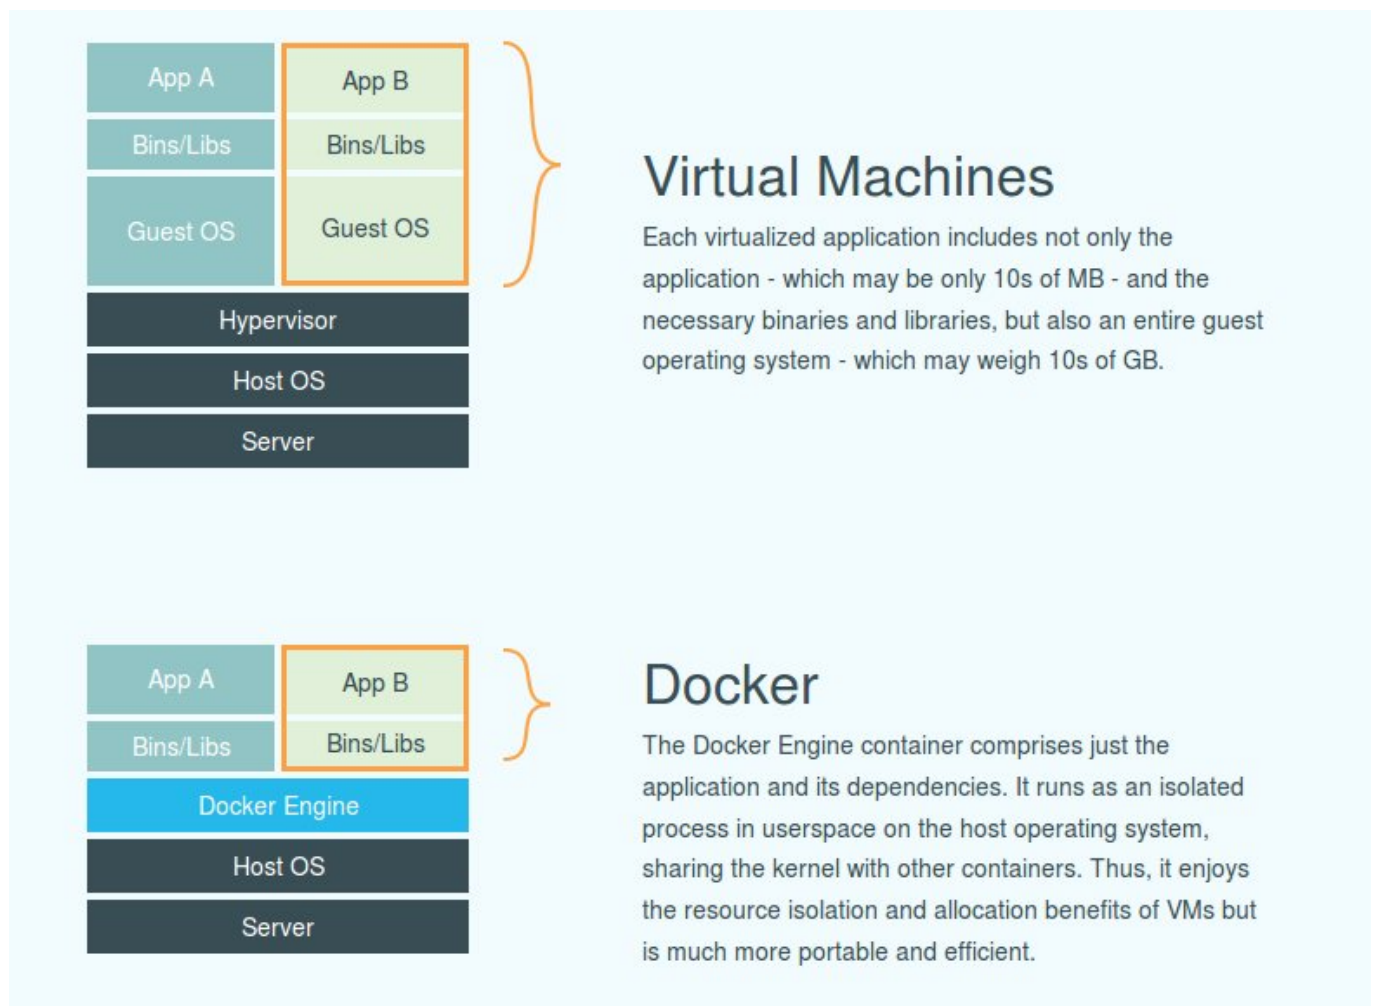 App A
App B
Bins/Libs
Bins/Libs
Guest OS
Guest OS
Hypervisor
Host OS
Server
Virtual Machines
Each virtualized application includes not only the
application - which may be only 10s of MB - and the
necessary binaries and libraries, but also an entire guest
operating system - which may weigh 10s of GB.
App A
App B
Bins/Libs
Bins/Libs
Docker Engine
Host OS
Server
Docker
The Docker Engine container comprises just the
application and its dependencies. It runs as an isolated
process in userspace on the host operating system,
sharing the kernel with other containers. Thus, it enjoys
the resource isolation and allocation benefits of VMs but
is much more portable and efficient.